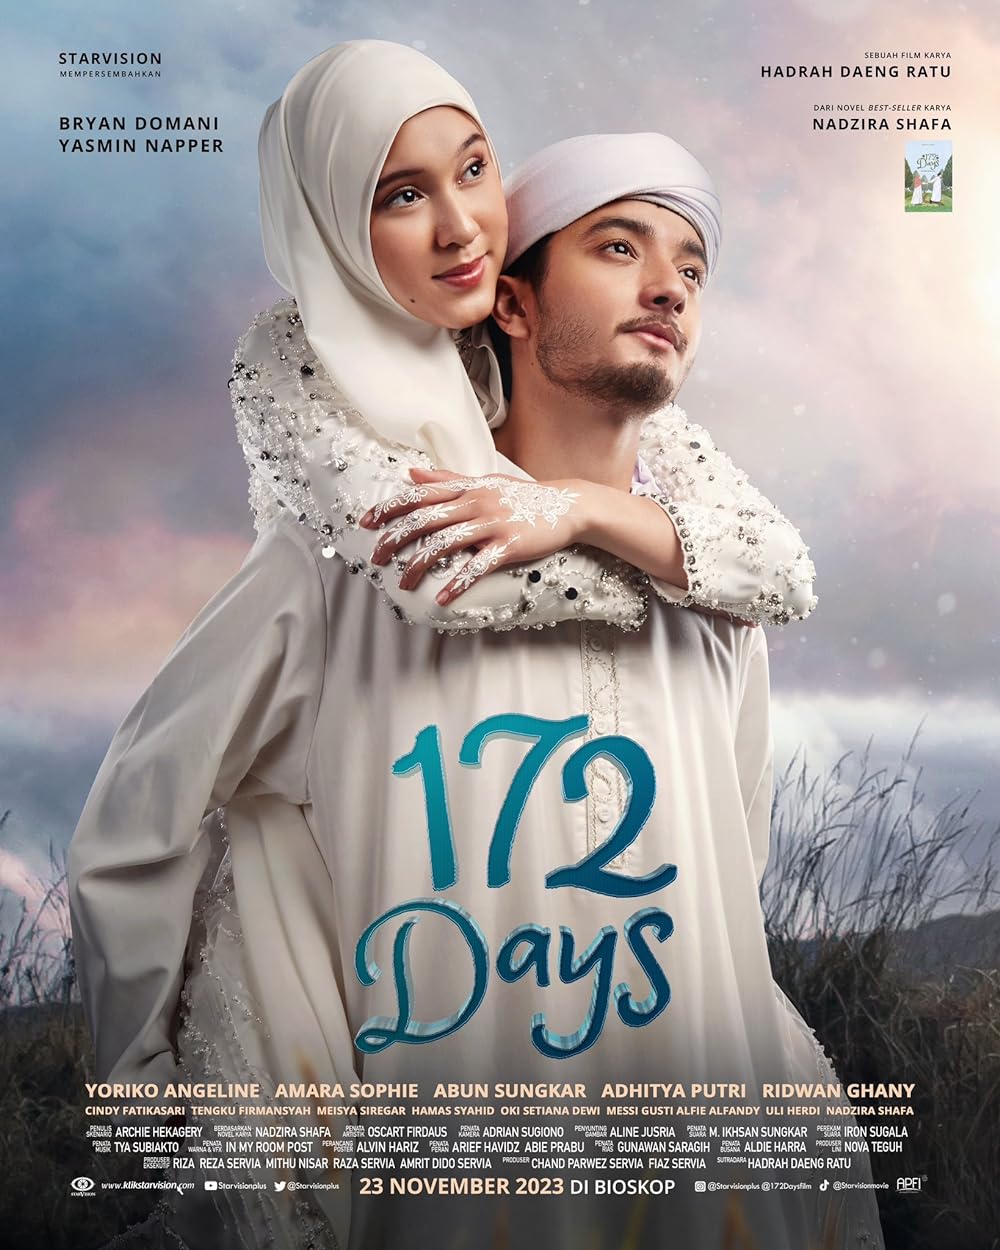 STARVISION
MEMPERSEMBAHKAN
BRYAN DOMANI
YASMIN NAPPER
SEBUAH FILM KARYA
HADRAH DAENG RATU
DARI NOVEL BEST-SELLER KARYA
NADZIRA SHAFA
172
Days
172
Days
YORIKO ANGELINE AMARA SOPHIE ABUN SUNGKAR ADHITYA PUTRI RIDWAN GHANY
CINDY FATIKASARI TENGKU FIRMANSYAH MEISYA SIREGAR HAMAS SYAHID OKI SETIANA DEWI MESSI GUSTI ALFIE ALFANDY ULI HERDI NADZIRA SHAFA
PENULIS SKENARIO ARCHIE HEKAGERY BERDASARKAN NOVEL KARYA NADZIRA SHAFA PENATA ARTISTIK OSCART FIRDAUS PENATA KAMERA ADRIAN SUGIONO PENYUNTING GAMBAR ALINE JUSRIA PENATA SUARA M. IKHSAN SUNGKAR PEREKAM SUARA IRON SUGALA
PENATA MUSIK TYA SUBIAKTO PENATA WARNA & VFX IN MY ROOM POST PERANCANG POSTER ALVIN HARIZ PENATA PERAN ARIEF HAVIDZ ABIE PRABU PENATA RIAS GUNAWAN SARAGIH PENATA BUSANA ALDIE HARRA PRODUSER LINI NOVA TEGUH
PRODUSER EKSEKUTIF RIZA REZA SERVIA MITHU NISAR RAZA SERVIA AMRIT DIDO SERVIA PRODUSER CHAND PARWEZ SERVIA FIAZ SERVIA SUTRADARA HADRAH DAENG RATU
STARVISION www.klikstarvision.com Starvisionplus @Starvisionplus 23 NOVEMBER 2023 DI BIOSKOP @Starvisionplus @172Daysfilm @Starvisionmovie APFI